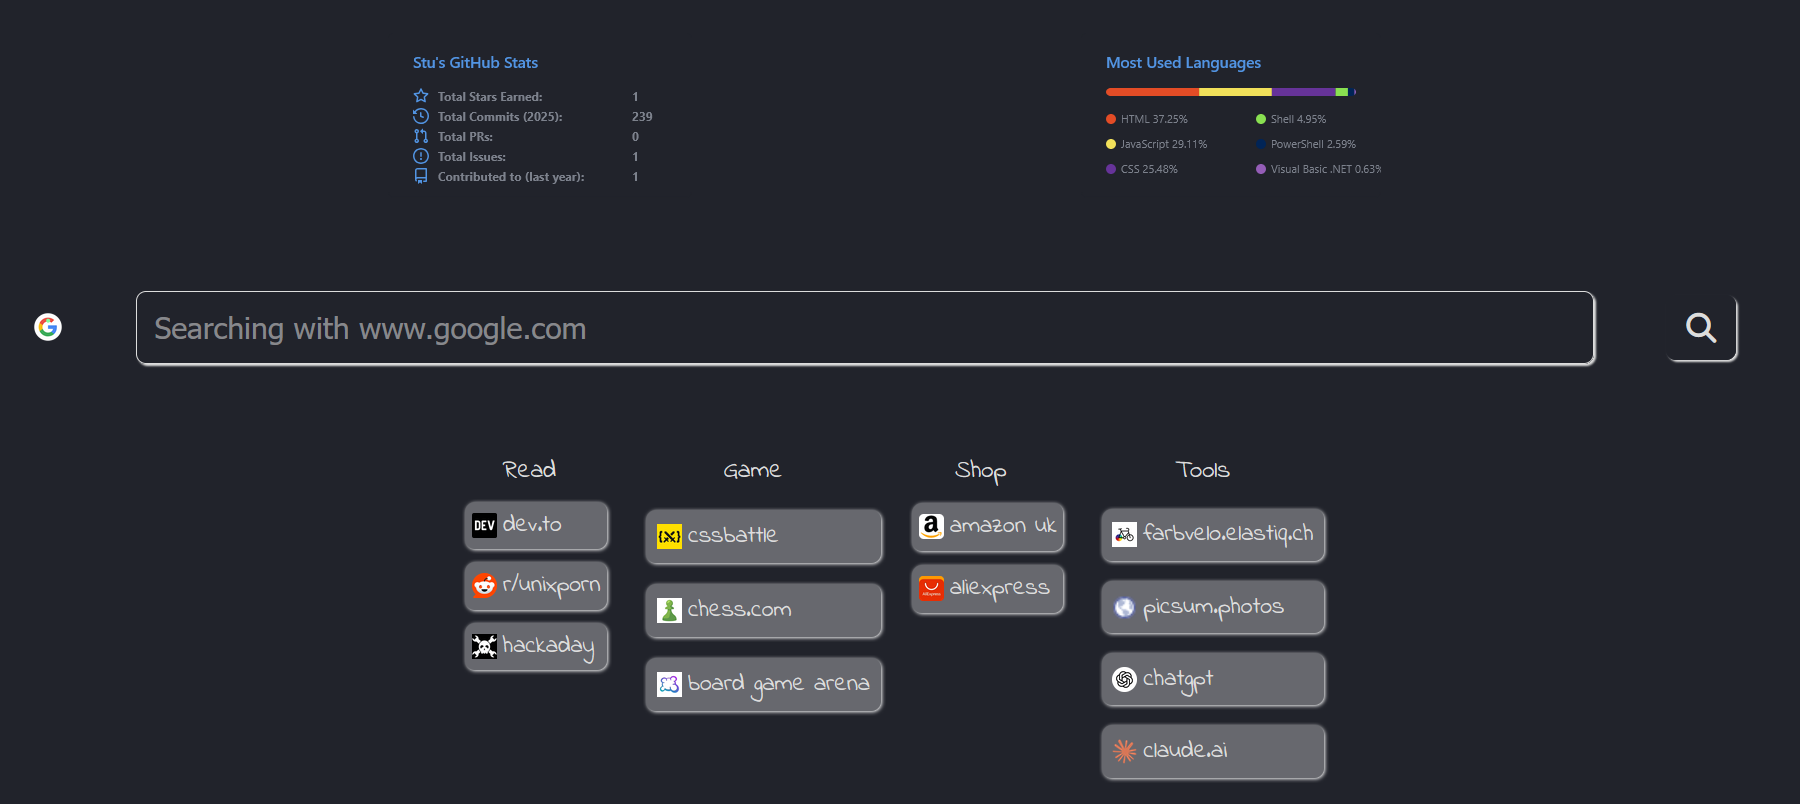 Stu's GitHub Stats
Total Stars Earned: 1
Total Commits (2025): 239
Total PRs: 0
Total Issues: 1
Contributed to (last year): 1
Most Used Languages
HTML 37.25%
JavaScript 29.11%
CSS 25.48%
Shell 4.95%
PowerShell 2.59%
Visual Basic .NET 0.63%
Searching with www.google.com
Read
DEV dev.to
r/unixporn
hackaday
Game
cssbattle
chess.com
board game arena
Shop
a amazon uk
AliExpress aliexpress
Tools
farbvelo.elastiq.ch
picsum.photos
chatgpt
claude.ai